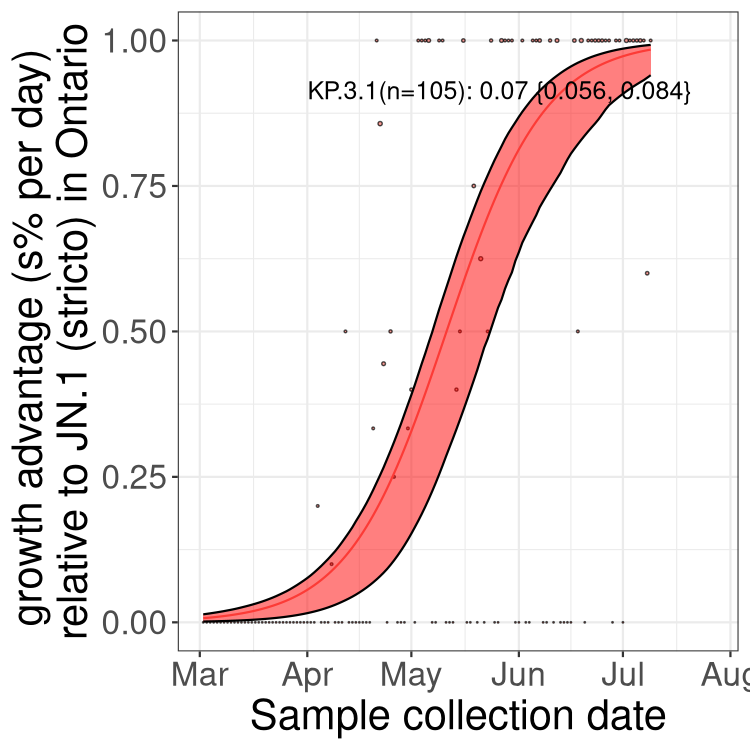 growth advantage (s% per day)
relative to JN.1 (stricto) in Ontario
1.00
0.75
0.50
0.25
0.00
KP.3.1(n=105): 0.07 {0.056, 0.084}
Mar Apr May Jun Jul Aug
Sample collection date